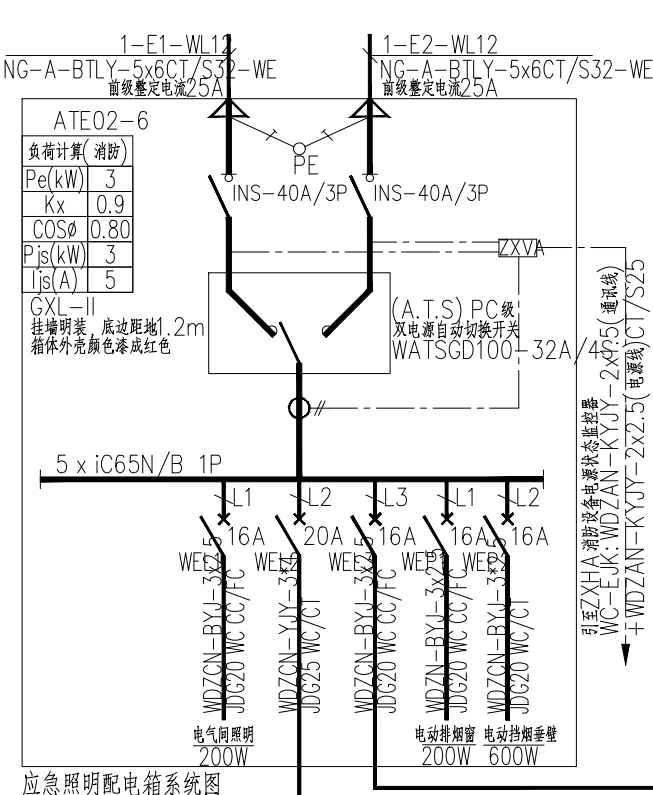 1-E1-WL12
NG-A-BTLY-5x6CT/S32-WE
前级整定电流25A
1-E2-WL12
NG-A-BTLY-5x6CT/S32-WE
前级整定电流25A
ATE02-6
负荷计算(消防)
Pe(kW) 3
Kx 0.9
COSø 0.80
Pjs(kW) 3
Ijs(A) 5
GXL-II
挂墙明装，底边距地1.2m
箱体外壳颜色漆成红色
PE
INS-40A/3P
INS-40A/3P
ZXVA
(A.T.S) PC级
双电源自动切换开关
WATSGD100-32A/4
引至ZXHA消防设备电源状态监控器
WC-EJK: WDZAN-KYJY-2x1.5(通讯线)
+WDZAN-KYJY-2x2.5(电源线)CT/S25
5 x iC65N/B 1P
L1
L2
L3
L1
L2
16A
20A
16A
16A
16A
WDZCN-BYJ-3x2.5
JDG20 WC CC/FC
WDZCN-YJY-3x4
JDG25 WC/CT
WDZCN-BYJ-3x2.5
JDG20 WC CC/FC
WDZN-BYJ-3x2.5
JDG20 WC CC/FC
WDZCN-BYJ-3x2.5
JDG20 WC/CT
电气间照明
200W
电动排烟窗
200W
电动挡烟垂壁
600W
应急照明配电箱系统图